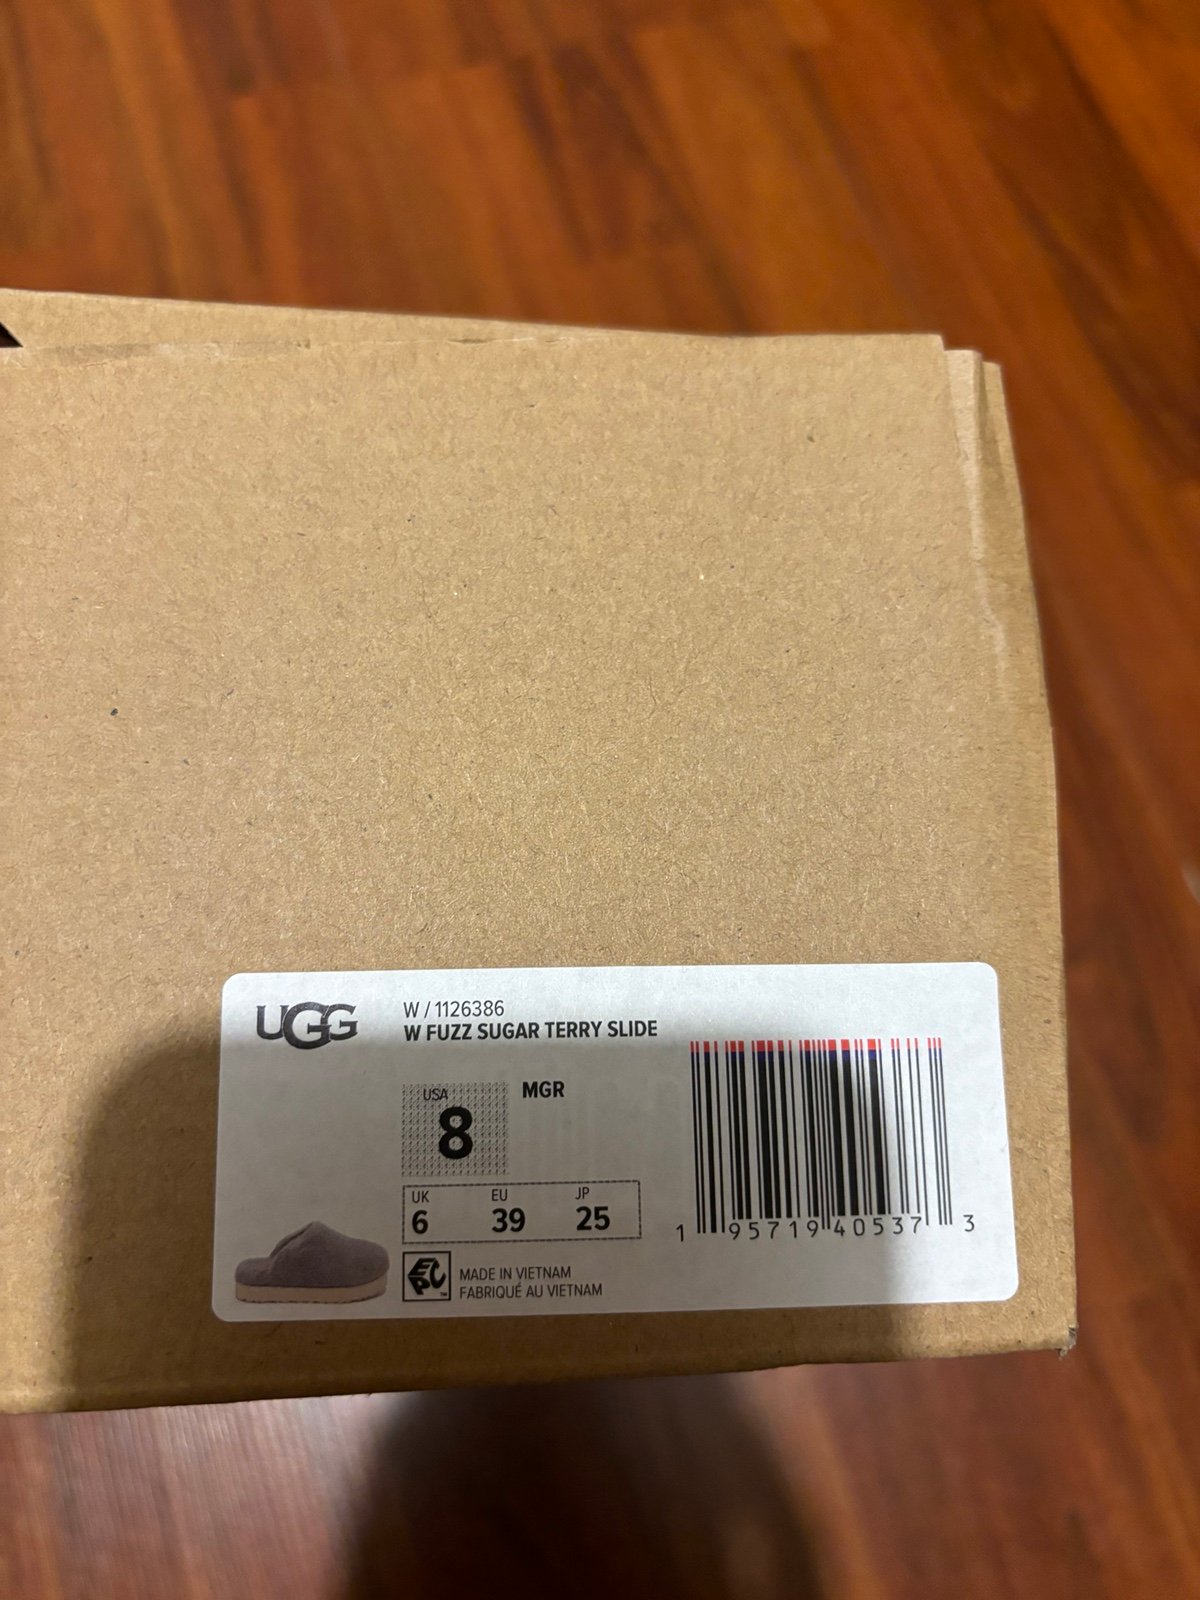 UGG
W / 1126386
W FUZZ SUGAR TERRY SLIDE
USA
8
MGR
UK EU JP
6 39 25
EPC™
MADE IN VIETNAM
FABRIQUÉ AU VIETNAM
1 95719 40537 3